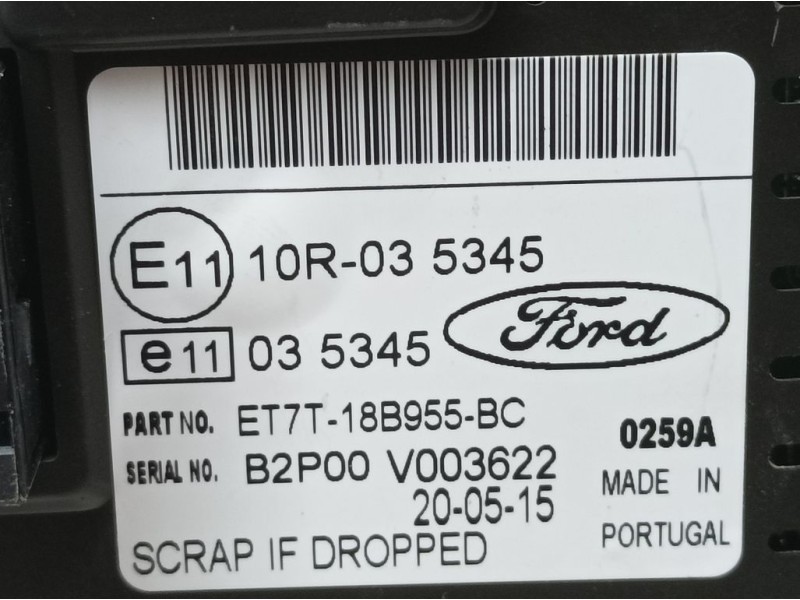 E11 10R-03 5345
e11 03 5345
Ford
PART NO. ET7T-18B955-BC
0259A
SERIAL NO. B2P00 V003622
20-05-15
MADE IN
PORTUGAL
SCRAP IF DROPPED